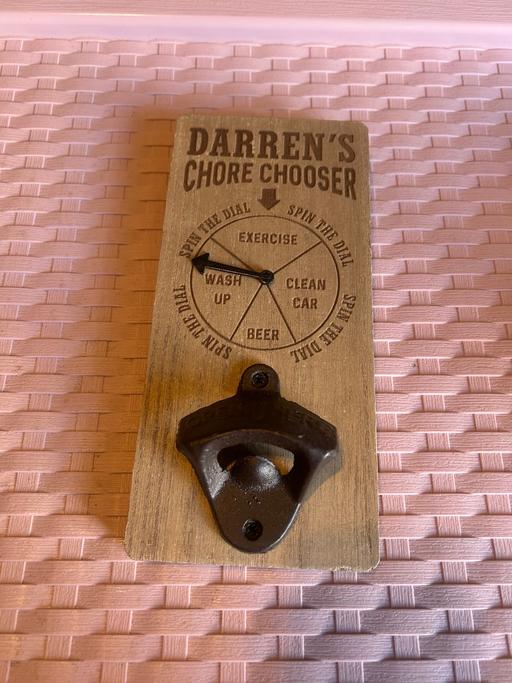 DARREN'S
CHORE CHOOSER
SPIN THE DIAL
SPIN THE DIAL
EXERCISE
WASH
UP
CLEAN
CAR
BEER
SPIN THE DIAL
SPIN THE DIAL